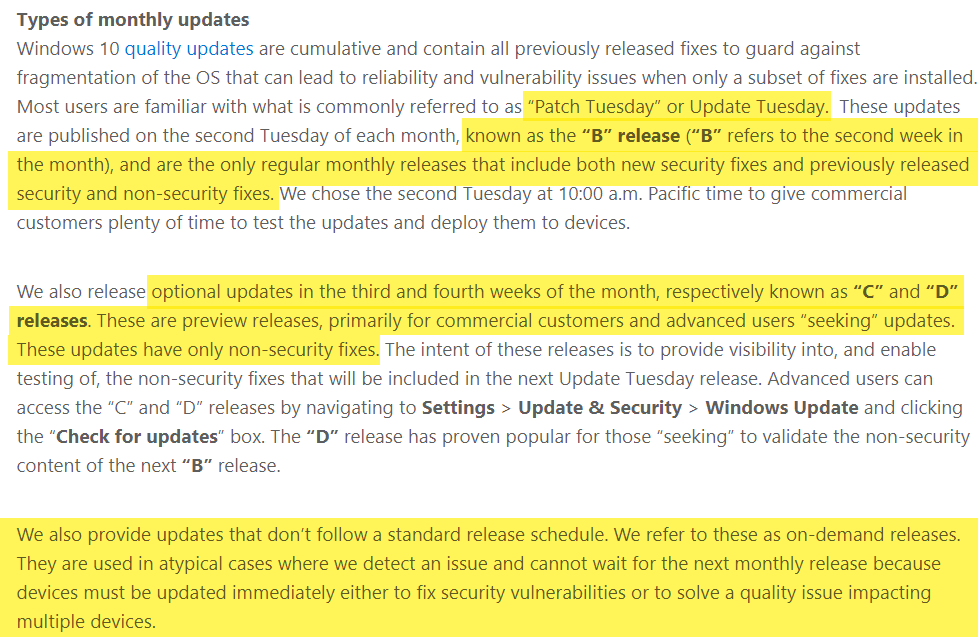 Types of monthly updates
Windows 10 quality updates are cumulative and contain all previously released fixes to guard against
fragmentation of the OS that can lead to reliability and vulnerability issues when only a subset of fixes are installed.
Most users are familiar with what is commonly referred to as “Patch Tuesday” or Update Tuesday. These updates
are published on the second Tuesday of each month, known as the “B” release (“B” refers to the second week in
the month), and are the only regular monthly releases that include both new security fixes and previously released
security and non-security fixes. We chose the second Tuesday at 10:00 a.m. Pacific time to give commercial
customers plenty of time to test the updates and deploy them to devices.
We also release optional updates in the third and fourth weeks of the month, respectively known as “C” and “D”
releases. These are preview releases, primarily for commercial customers and advanced users “seeking” updates.
These updates have only non-security fixes. The intent of these releases is to provide visibility into, and enable
testing of, the non-security fixes that will be included in the next Update Tuesday release. Advanced users can
access the “C” and “D” releases by navigating to Settings > Update & Security > Windows Update and clicking
the “Check for updates” box. The “D” release has proven popular for those “seeking” to validate the non-security
content of the next “B” release.
We also provide updates that don’t follow a standard release schedule. We refer to these as on-demand releases.
They are used in atypical cases where we detect an issue and cannot wait for the next monthly release because
devices must be updated immediately either to fix security vulnerabilities or to solve a quality issue impacting
multiple devices.